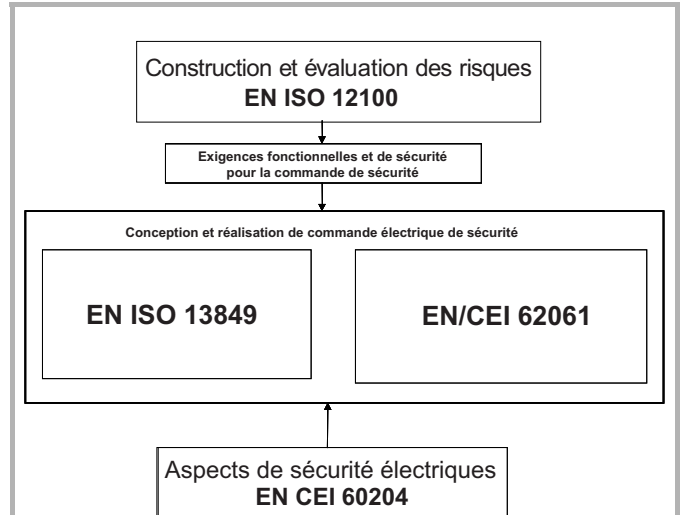 Construction et évaluation des risques
EN ISO 12100
Exigences fonctionnelles et de sécurité
pour la commande de sécurité
Conception et réalisation de commande électrique de sécurité
EN ISO 13849
EN/CEI 62061
Aspects de sécurité électriques
EN CEI 60204